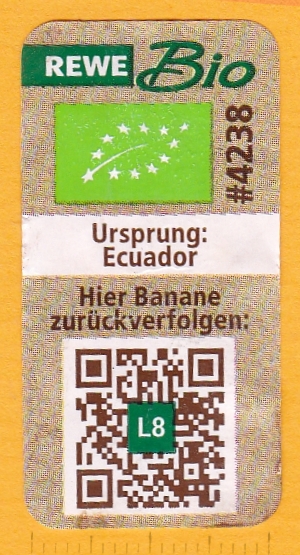 REWE Bio
#4238
Ursprung:
Ecuador
Hier Banane
zurückverfolgen:
L8